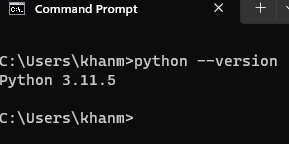 Command Prompt
C:\Users\khanm>python --version
Python 3.11.5
C:\Users\khanm>